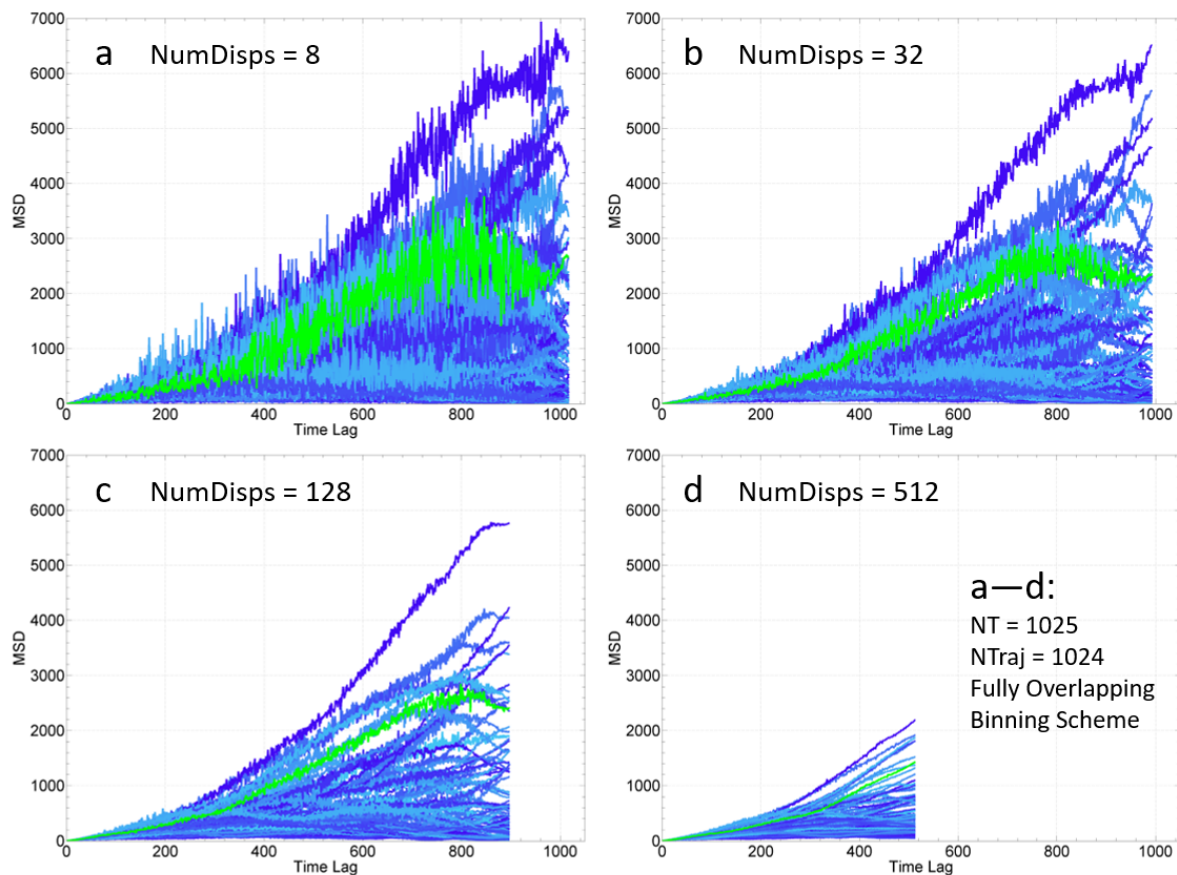 a NumDisps = 8
7000
6000
5000
4000
3000
2000
1000
0
MSD
0 200 400 600 800 1000
Time Lag
b NumDisps = 32
7000
6000
5000
4000
3000
2000
1000
0
MSD
0 200 400 600 800 1000
Time Lag
c NumDisps = 128
7000
6000
5000
4000
3000
2000
1000
0
MSD
0 200 400 600 800 1000
Time Lag
d NumDisps = 512
7000
6000
5000
4000
3000
2000
1000
0
MSD
0 200 400 600 800 1000
Time Lag
a—d:
NT = 1025
NTraj = 1024
Fully Overlapping
Binning Scheme